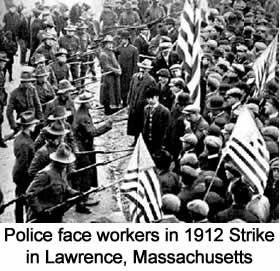 Police face workers in 1912 Strike
in Lawrence, Massachusetts